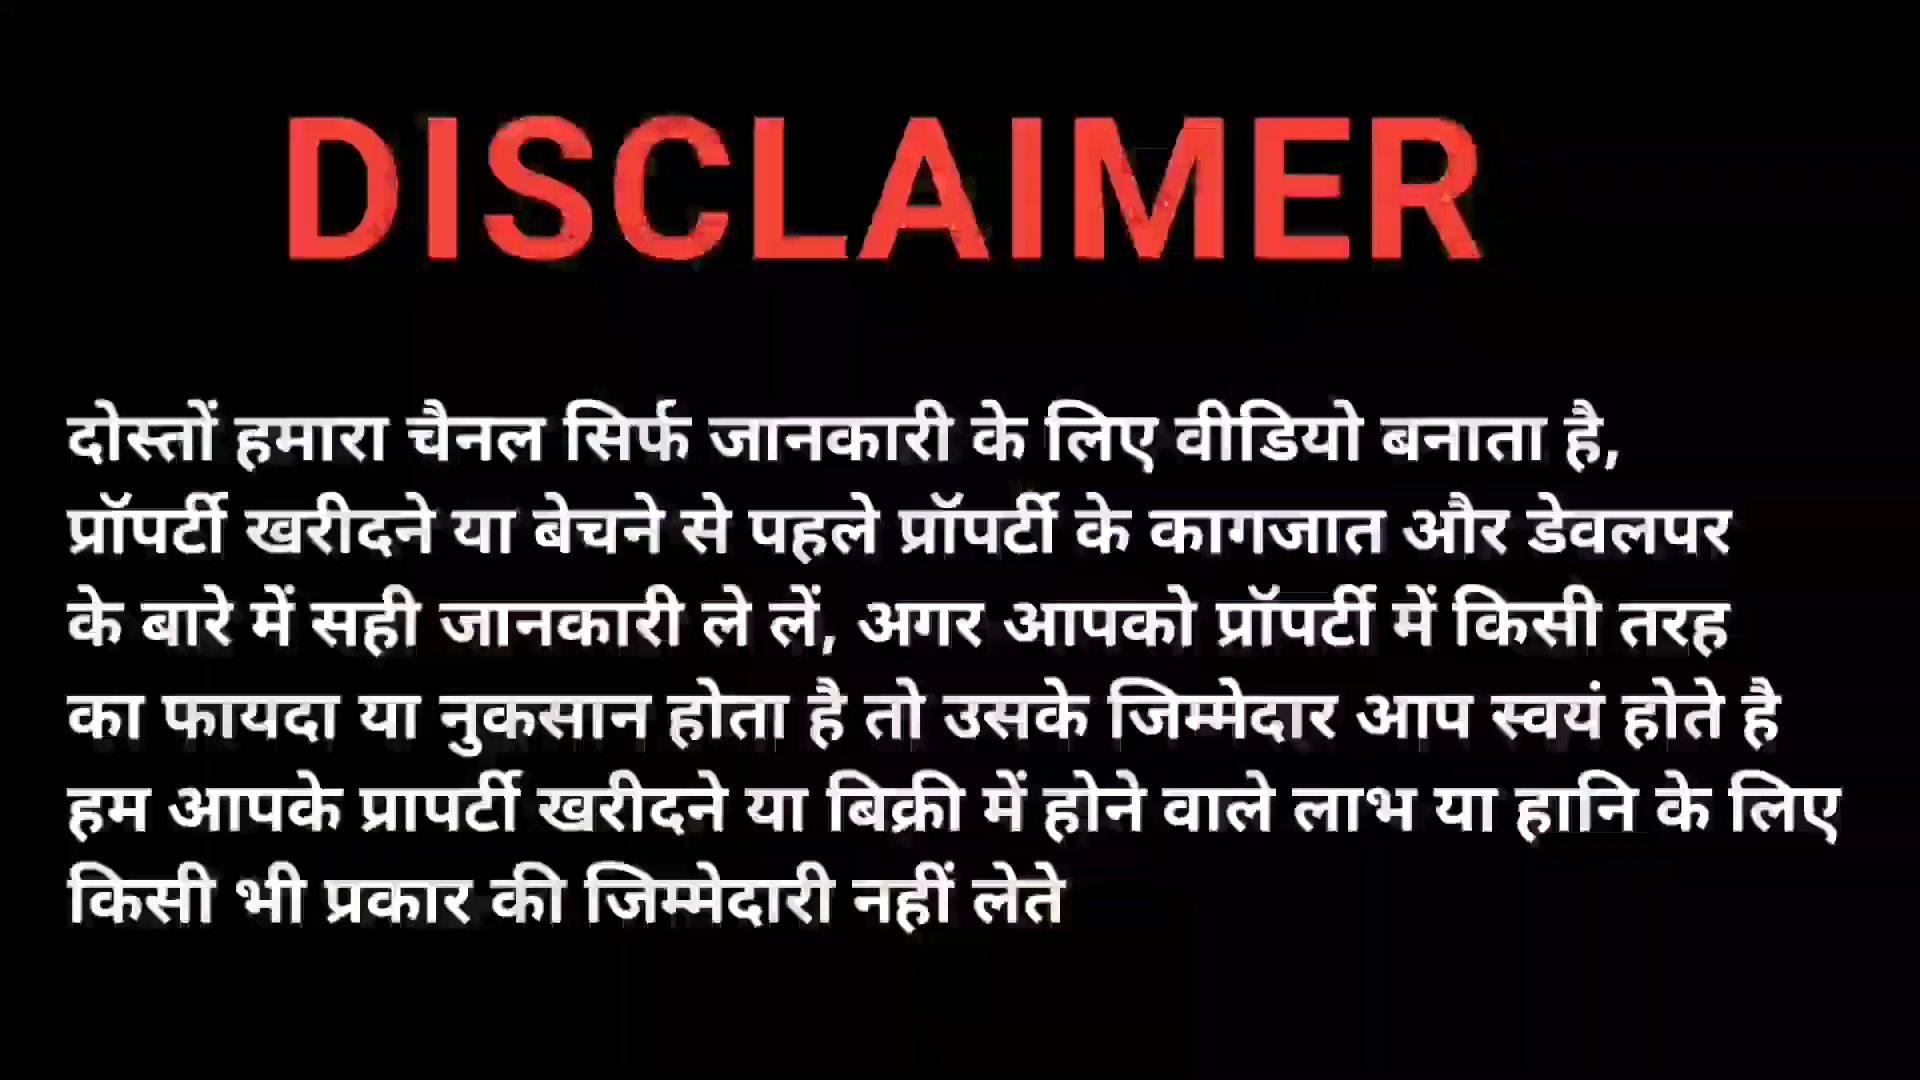 DISCLAIMER
दोस्तों हमारा चैनल सिर्फ जानकारी के लिए वीडियो बनाता है,
प्रॉपर्टी खरीदने या बेचने से पहले प्रॉपर्टी के कागजात और डेवलपर
के बारे में सही जानकारी ले लें, अगर आपको प्रॉपर्टी में किसी तरह
का फायदा या नुकसान होता है तो उसके जिम्मेदार आप स्वयं होते है
हम आपके प्रापर्टी खरीदने या बिक्री में होने वाले लाभ या हानि के लिए
किसी भी प्रकार की जिम्मेदारी नहीं लेते